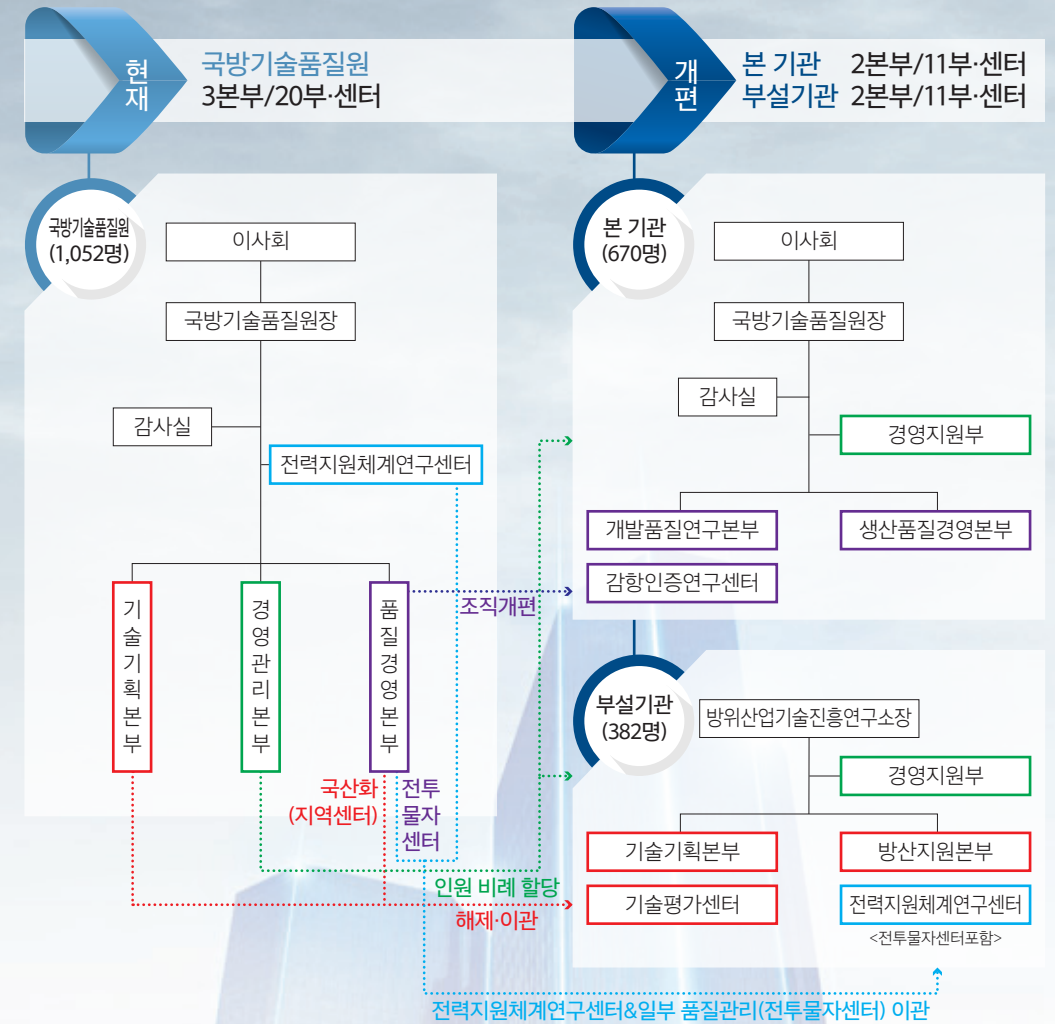 현재
국방기술품질원
3본부/20부·센터
개편
본 기관 2본부/11부·센터
부설기관 2본부/11부·센터
국방기술품질원
(1,052명)
이사회
국방기술품질원장
감사실
전력지원체계연구센터
기술기획본부
경영관리본부
품질경영본부
조직개편
국산화
(지역센터)
전투
물자
센터
인원 비례 할당
해제·이관
본 기관
(670명)
이사회
국방기술품질원장
감사실
경영지원부
개발품질연구본부
생산품질경영본부
감항인증연구센터
부설기관
(382명)
방위산업기술진흥연구소장
경영지원부
기술기획본부
방산지원본부
기술평가센터
전력지원체계연구센터
<전투물자센터포함>
전력지원체계연구센터&일부 품질관리(전투물자센터) 이관